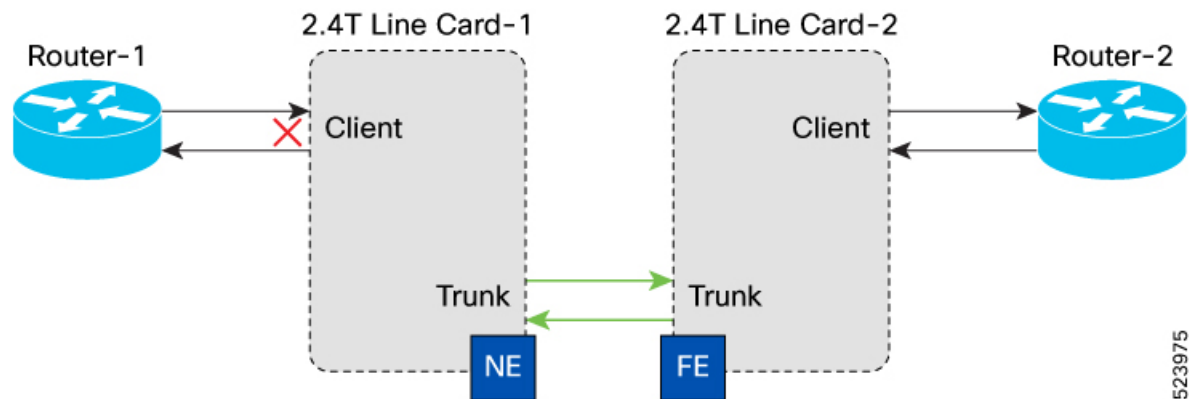 2.4T Line Card-1
2.4T Line Card-2
Router-1
Router-2
Client
Client
Trunk
Trunk
NE
FE
523975